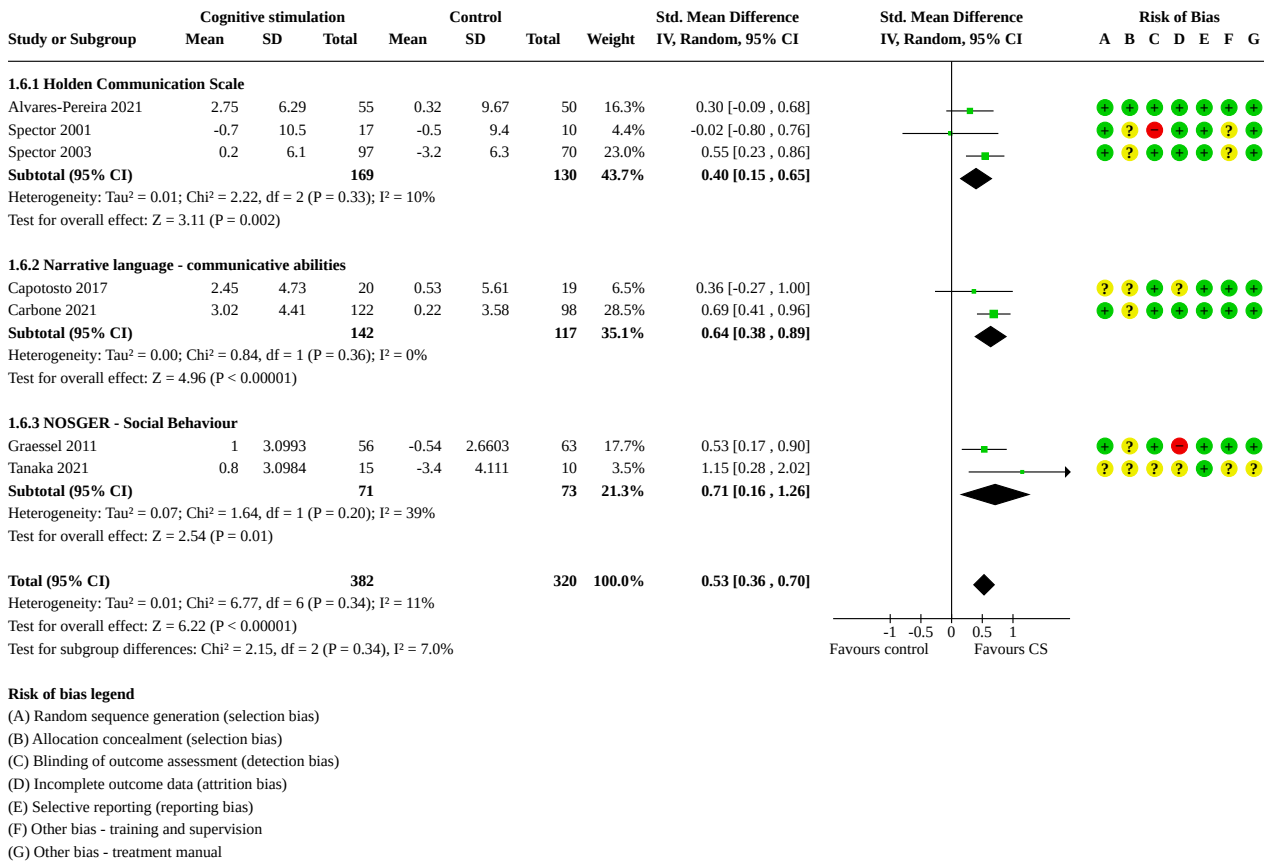 Cognitive stimulation Control Std. Mean Difference Std. Mean Difference Risk of Bias
Study or Subgroup Mean SD Total Mean SD Total Weight IV, Random, 95% CI IV, Random, 95% CI A B C D E F G
1.6.1 Holden Communication Scale
Alvares-Pereira 2021 2.75 6.29 55 0.32 9.67 50 16.3% 0.30 [-0.09 , 0.68] + + + + + + +
Spector 2001 -0.7 10.5 17 -0.5 9.4 10 4.4% -0.02 [-0.80 , 0.76] + ? − + + ? +
Spector 2003 0.2 6.1 97 -3.2 6.3 70 23.0% 0.55 [0.23 , 0.86] + ? + + + ? +
Subtotal (95% CI) 169 130 43.7% 0.40 [0.15 , 0.65]
Heterogeneity: Tau² = 0.01; Chi² = 2.22, df = 2 (P = 0.33); I² = 10%
Test for overall effect: Z = 3.11 (P = 0.002)
1.6.2 Narrative language - communicative abilities
Capotosto 2017 2.45 4.73 20 0.53 5.61 19 6.5% 0.36 [-0.27 , 1.00] ? ? + ? + + +
Carbone 2021 3.02 4.41 122 0.22 3.58 98 28.5% 0.69 [0.41 , 0.96] + ? + + + + +
Subtotal (95% CI) 142 117 35.1% 0.64 [0.38 , 0.89]
Heterogeneity: Tau² = 0.00; Chi² = 0.84, df = 1 (P = 0.36); I² = 0%
Test for overall effect: Z = 4.96 (P < 0.00001)
1.6.3 NOSGER - Social Behaviour
Graessel 2011 1 3.0993 56 -0.54 2.6603 63 17.7% 0.53 [0.17 , 0.90] + ? + − + + +
Tanaka 2021 0.8 3.0984 15 -3.4 4.111 10 3.5% 1.15 [0.28 , 2.02] ? ? ? ? + ? ?
Subtotal (95% CI) 71 73 21.3% 0.71 [0.16 , 1.26]
Heterogeneity: Tau² = 0.07; Chi² = 1.64, df = 1 (P = 0.20); I² = 39%
Test for overall effect: Z = 2.54 (P = 0.01)
Total (95% CI) 382 320 100.0% 0.53 [0.36 , 0.70]
Heterogeneity: Tau² = 0.01; Chi² = 6.77, df = 6 (P = 0.34); I² = 11%
Test for overall effect: Z = 6.22 (P < 0.00001)
-1 -0.5 0 0.5 1
Test for subgroup differences: Chi² = 2.15, df = 2 (P = 0.34), I² = 7.0%
Favours control Favours CS
Risk of bias legend
(A) Random sequence generation (selection bias)
(B) Allocation concealment (selection bias)
(C) Blinding of outcome assessment (detection bias)
(D) Incomplete outcome data (attrition bias)
(E) Selective reporting (reporting bias)
(F) Other bias - training and supervision
(G) Other bias - treatment manual